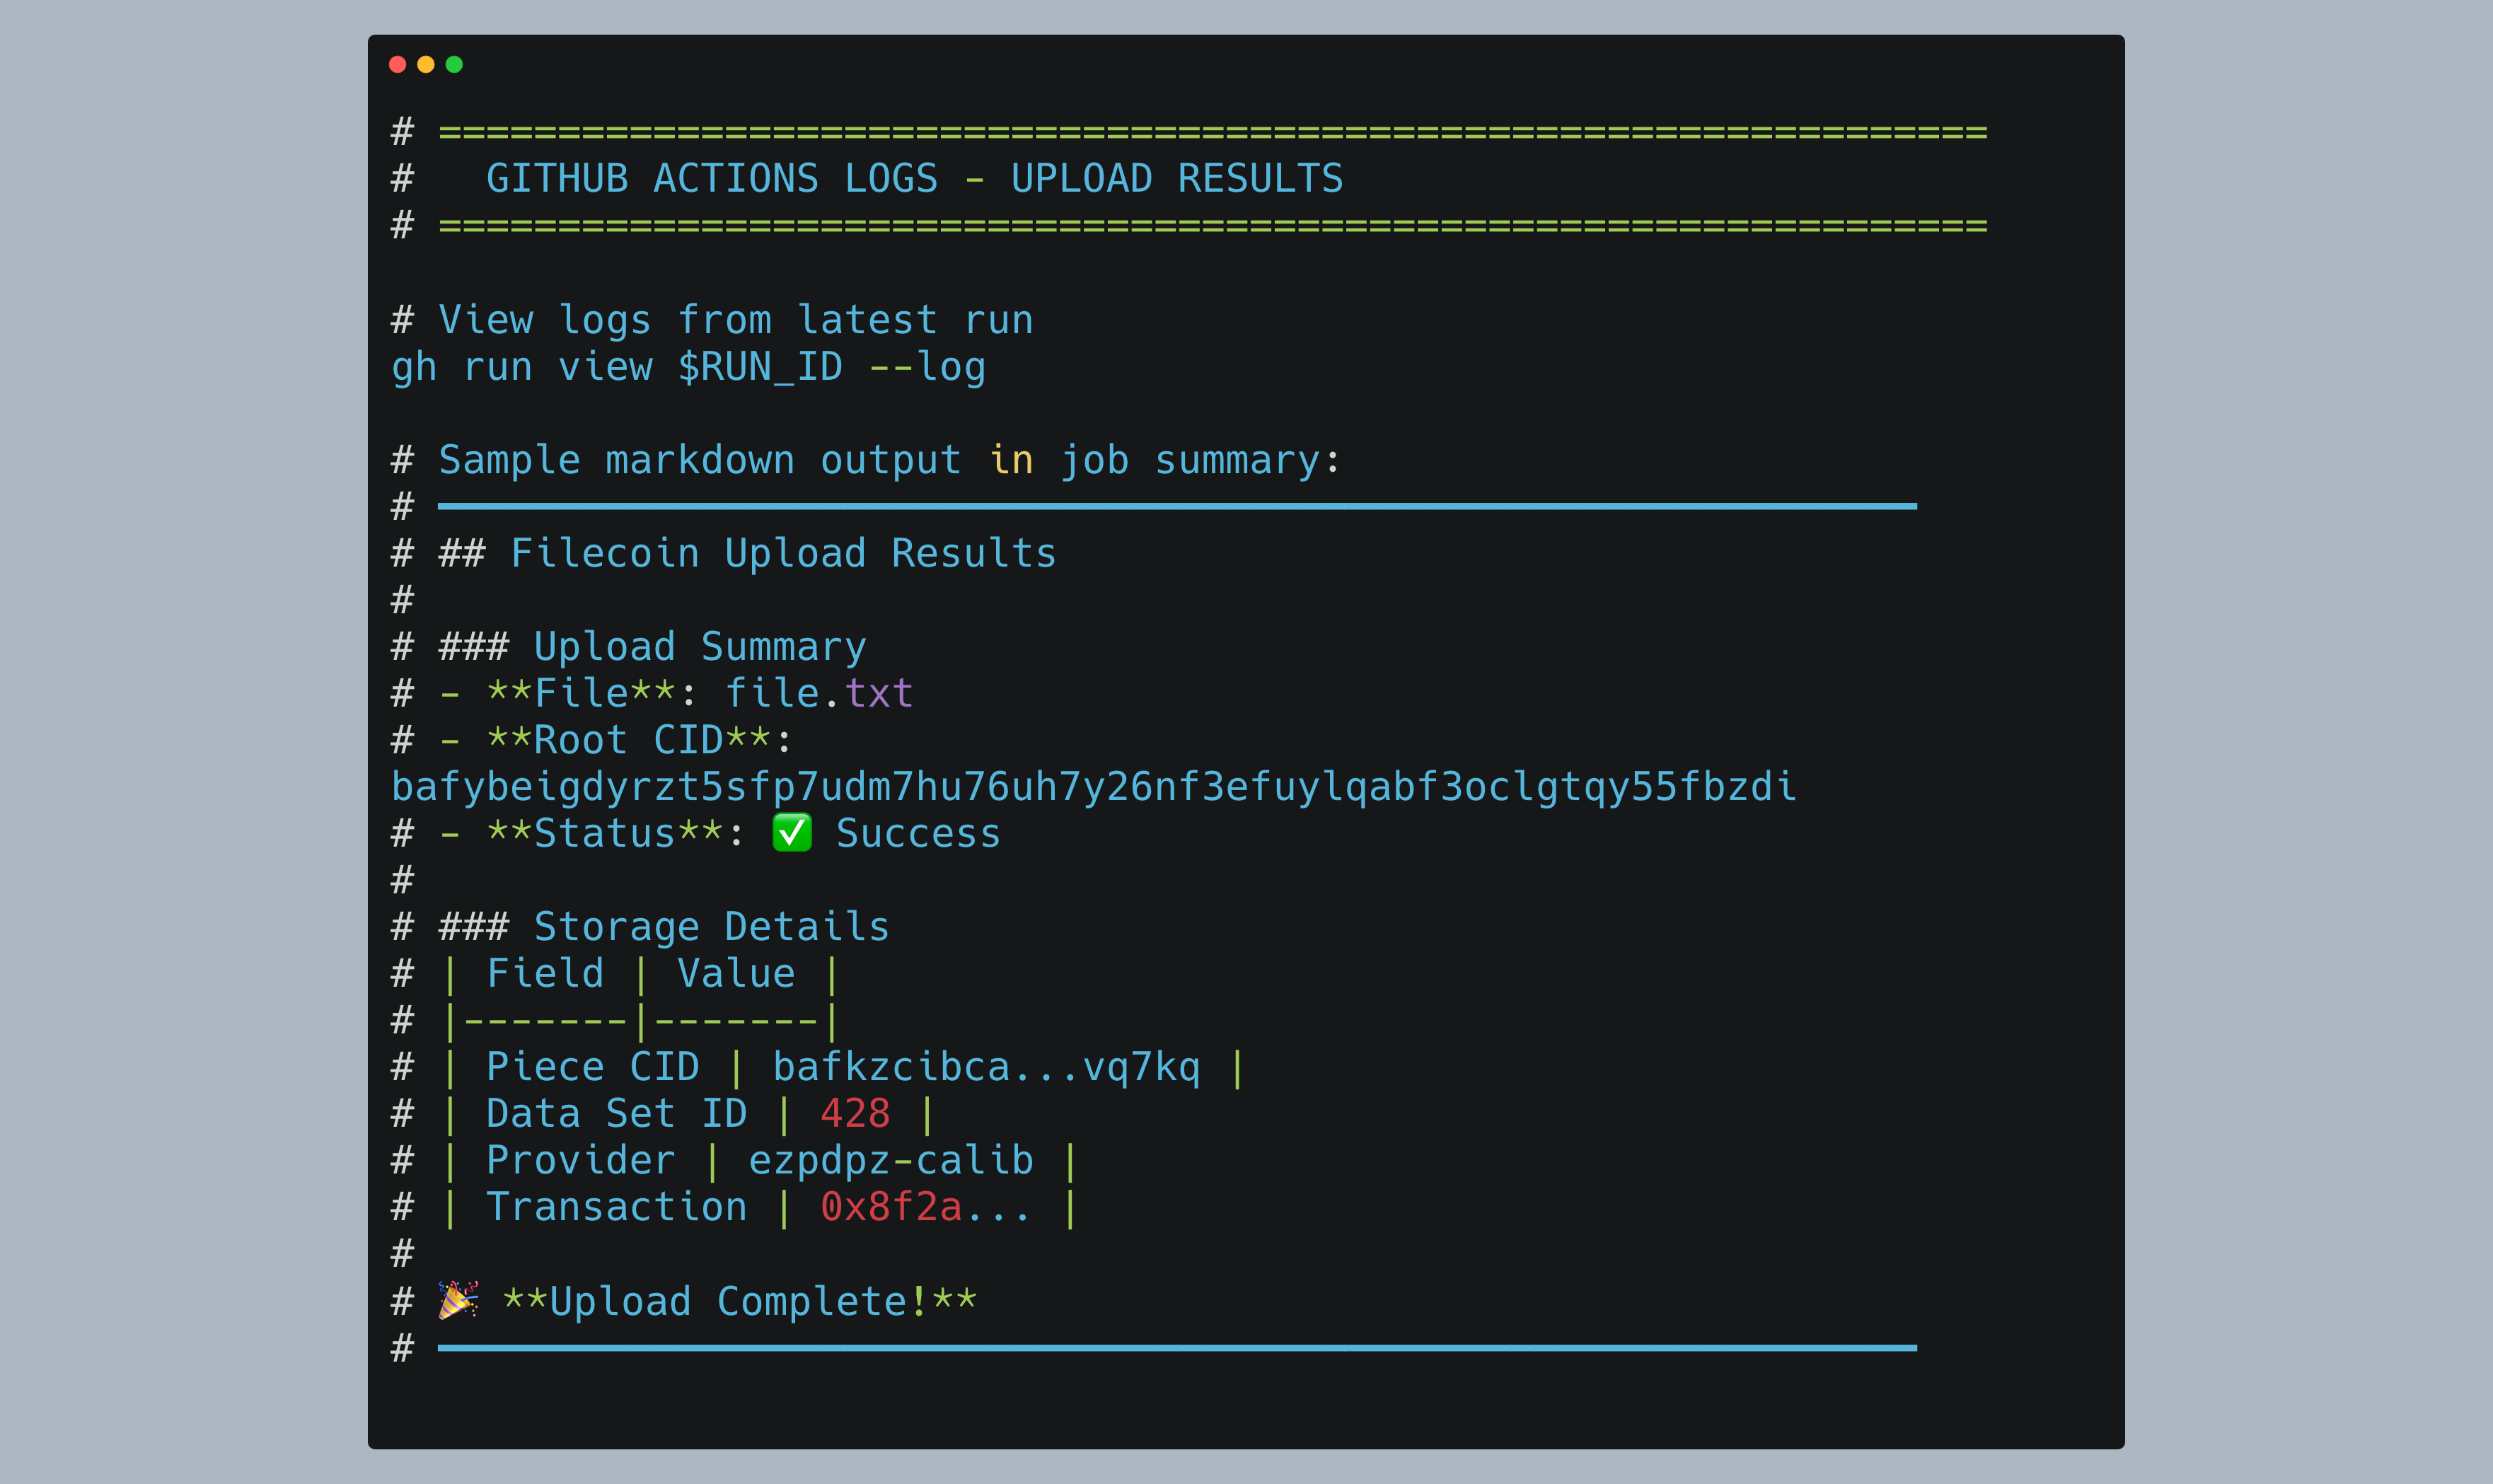 # =================================================================
#   GITHUB ACTIONS LOGS - UPLOAD RESULTS
# =================================================================
# View logs from latest run
gh run view $RUN_ID --log
# Sample markdown output in job summary:
# ━━━━━━━━━━━━━━━━━━━━━━━━━━━━━━━━━━━━━━━━━━━━━━━━━━━━━━━━━━━━━━
# ## Filecoin Upload Results
#
# ### Upload Summary
# - **File**: file.txt
# - **Root CID**:
bafybeigdyrzt5sfp7udm7hu76uh7y26nf3efuylqabf3oclgtqy55fbzdi
# - **Status**: ✅ Success
#
# ### Storage Details
# | Field | Value |
# |-------|-------|
# | Piece CID | bafkzcibca...vq7kq |
# | Data Set ID | 428 |
# | Provider | ezpdpz-calib |
# | Transaction | 0x8f2a... |
#
# 🎉 **Upload Complete!**
# ━━━━━━━━━━━━━━━━━━━━━━━━━━━━━━━━━━━━━━━━━━━━━━━━━━━━━━━━━━━━━━